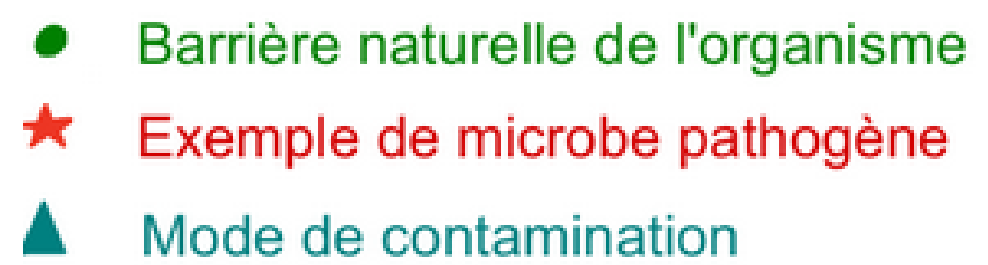 Barrière naturelle de l'organisme
Exemple de microbe pathogène
Mode de contamination